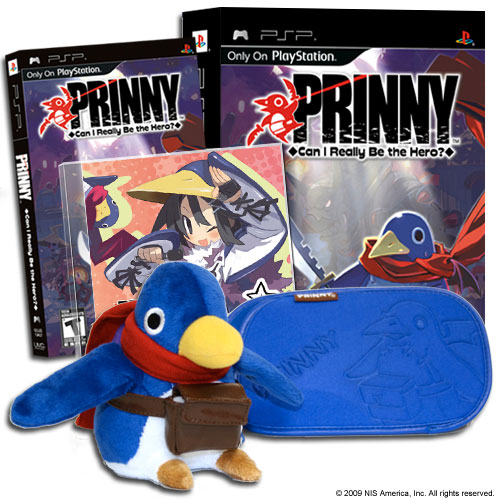 PSP
Only On PlayStation
PRINNY
Can I Really Be the Hero?
PRINNY
Can I Really Be the Hero?
PSP
Only On PlayStation
PRINNY™
Can I Really Be the Hero?
PRINNY
PRINNY
© 2009 NIS America, Inc. All rights reserved.